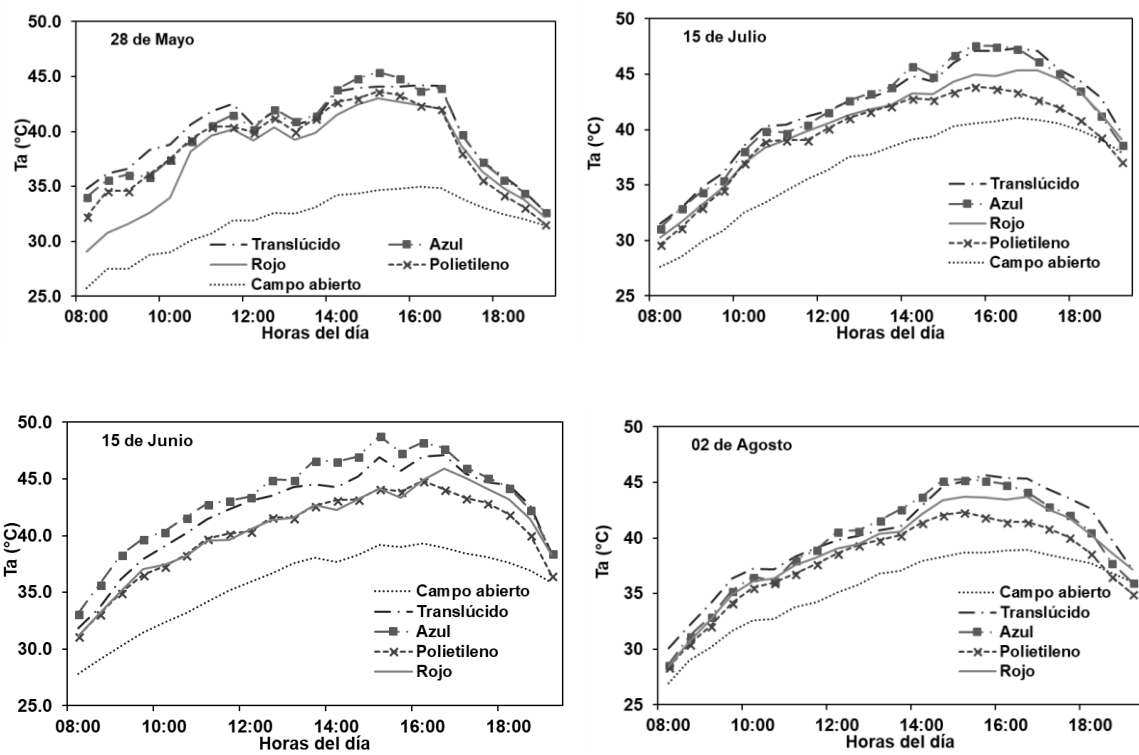 28 de Mayo
Ta (°C)
50.0
45.0
40.0
35.0
30.0
25.0
Translúcido
Azul
Rojo
Polietileno
Campo abierto
08:00 10:00 12:00 14:00 16:00 18:00
Horas del día
15 de Julio
Ta (°C)
50
45
40
35
30
25
Translúcido
Azul
Rojo
Polietileno
Campo abierto
08:00 10:00 12:00 14:00 16:00 18:00
Horas del día
15 de Junio
Ta (°C)
50.0
45.0
40.0
35.0
30.0
25.0
Campo abierto
Translúcido
Azul
Polietileno
Rojo
08:00 10:00 12:00 14:00 16:00 18:00
Horas del día
02 de Agosto
Ta (°C)
50
45
40
35
30
25
Campo abierto
Translúcido
Azul
Polietileno
Rojo
08:00 10:00 12:00 14:00 16:00 18:00
Horas del día